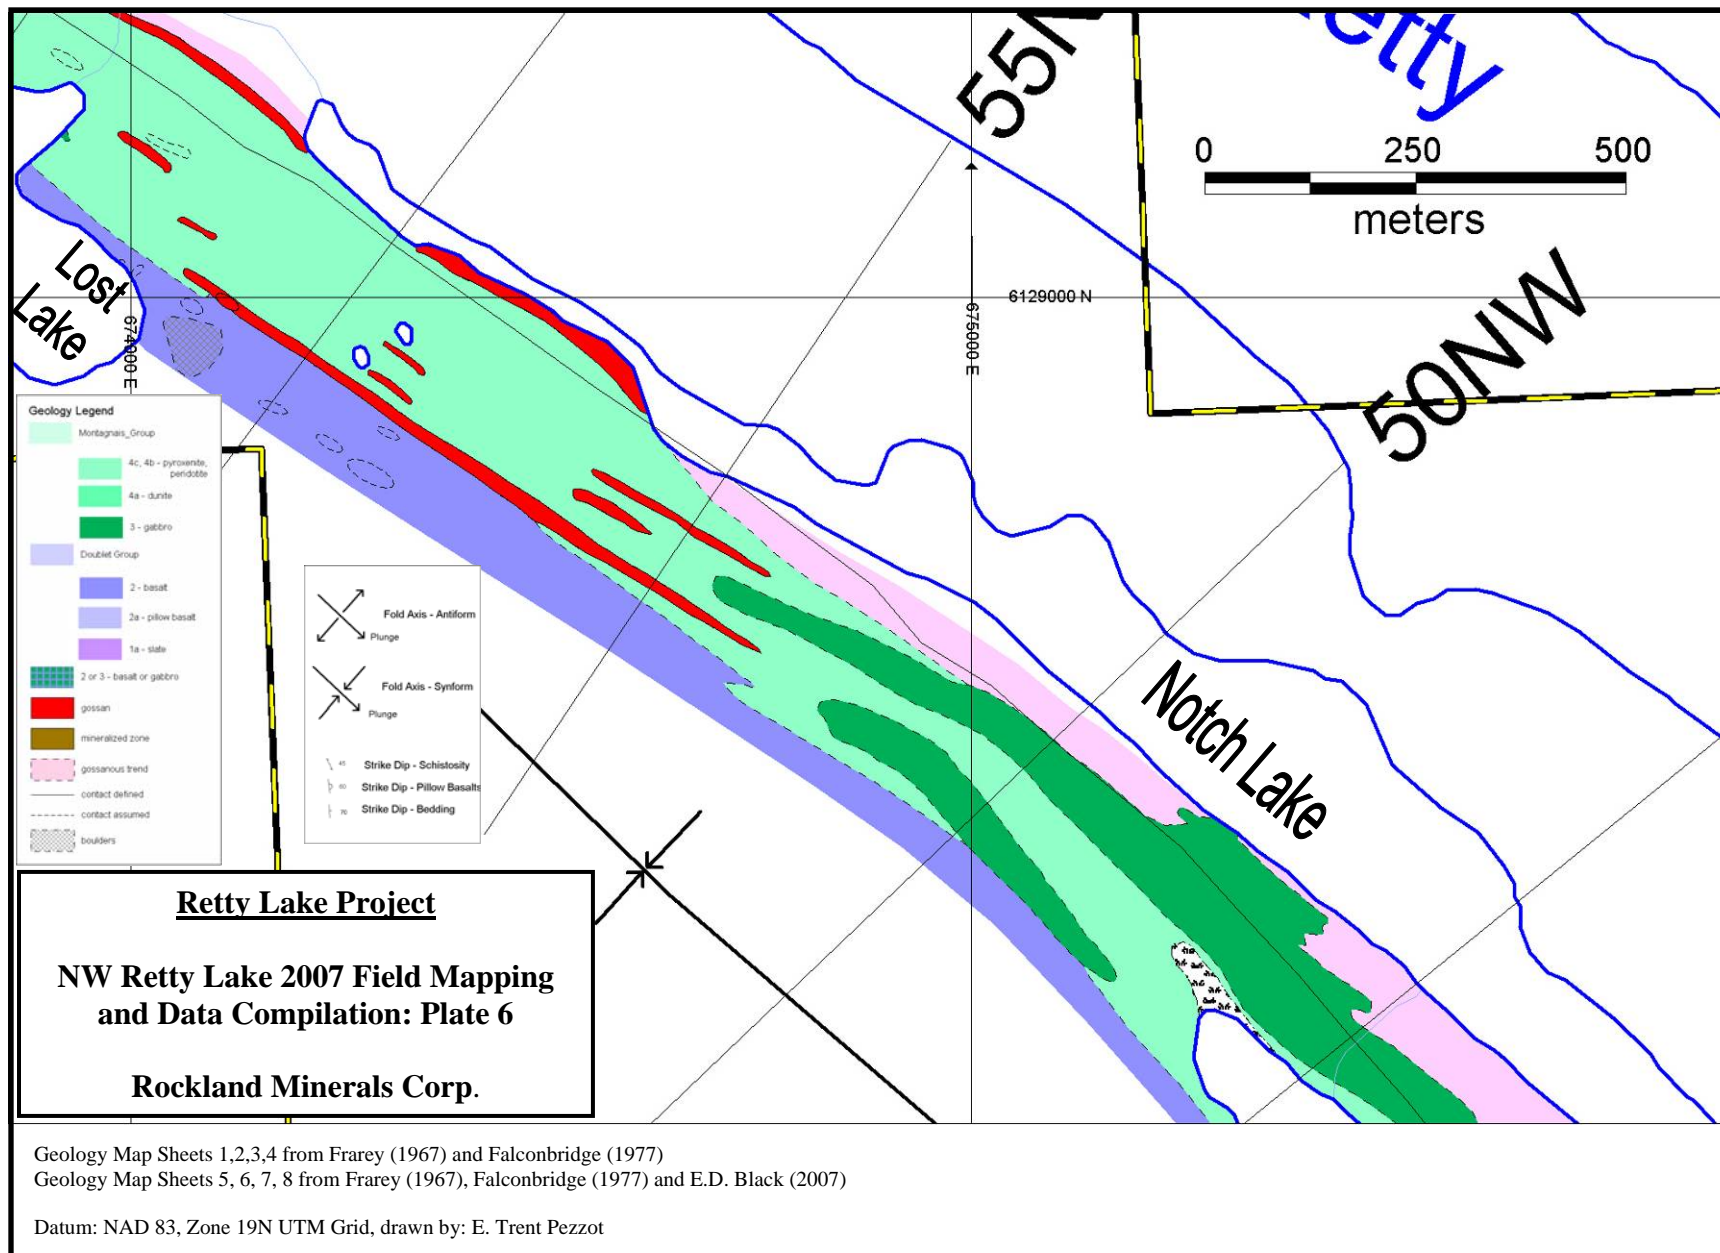 55N
etty
0 250 500
meters
Lost
Lake
6129000 N
674000 E
675000 E
50NW
Notch Lake
Geology Legend
Montagnais_Group
4c, 4b - pyroxenite,
peridotite
4a - dunite
3 - gabbro
Doublet Group
2 - basalt
2a - pillow basalt
1a - slate
2 or 3 - basalt or gabbro
gossan
mineralized zone
gossanous trend
contact defined
contact assumed
boulders
Fold Axis - Antiform
Plunge
Fold Axis - Synform
Plunge
45 Strike Dip - Schistosity
60 Strike Dip - Pillow Basalts
70 Strike Dip - Bedding
Retty Lake Project
NW Retty Lake 2007 Field Mapping
and Data Compilation: Plate 6
Rockland Minerals Corp.
Geology Map Sheets 1,2,3,4 from Frarey (1967) and Falconbridge (1977)
Geology Map Sheets 5, 6, 7, 8 from Frarey (1967), Falconbridge (1977) and E.D. Black (2007)
Datum: NAD 83, Zone 19N UTM Grid, drawn by: E. Trent Pezzot